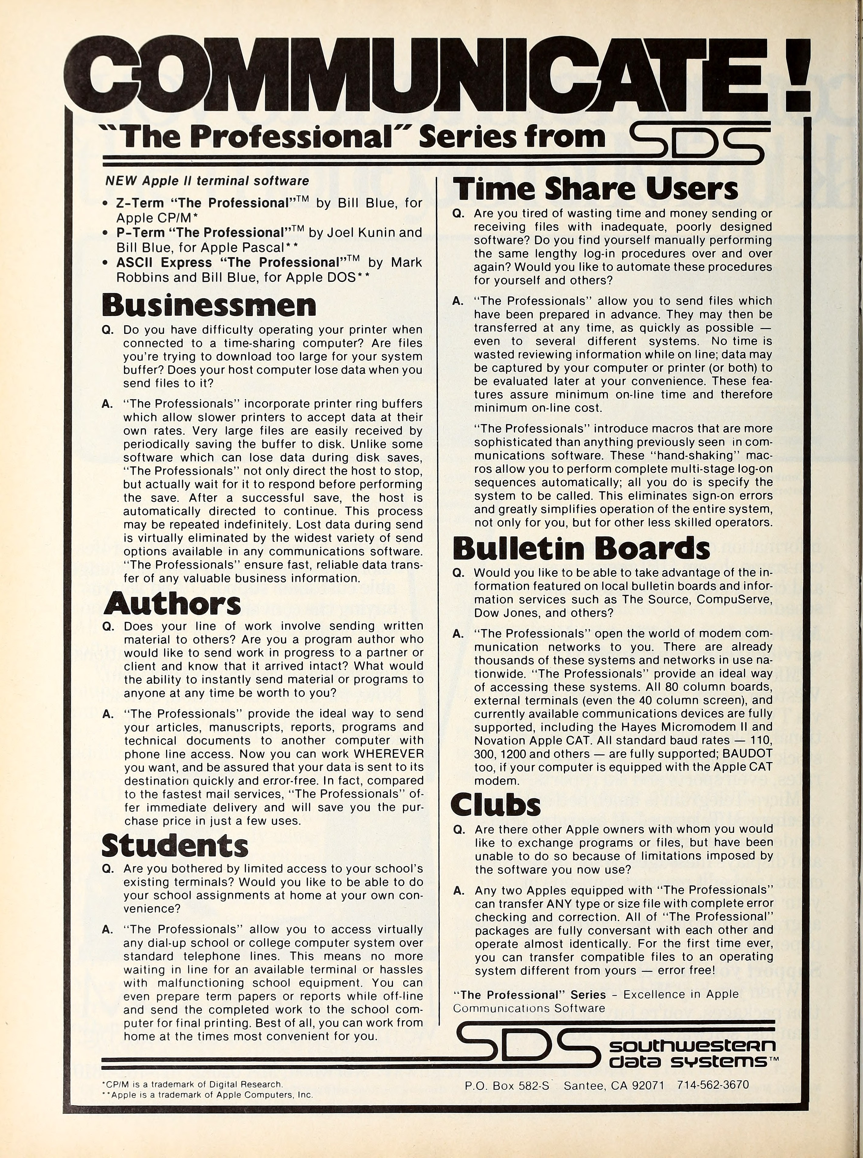 COMMUNICATE!
"The Professional" Series from SDS
NEW Apple II terminal software
• Z-Term "The Professional"™ by Bill Blue, for
Apple CP/M*
• P-Term "The Professional"™ by Joel Kunin and
Bill Blue, for Apple Pascal**
• ASCII Express "The Professional"™ by Mark
Robbins and Bill Blue, for Apple DOS**
Businessmen
Q. Do you have difficulty operating your printer when
connected to a time-sharing computer? Are files
you're trying to download too large for your system
buffer? Does your host computer lose data when you
send files to it?
A. "The Professionals" incorporate printer ring buffers
which allow slower printers to accept data at their
own rates. Very large files are easily received by
periodically saving the buffer to disk. Unlike some
software which can lose data during disk saves,
"The Professionals" not only direct the host to stop,
but actually wait for it to respond before performing
the save. After a successful save, the host is
automatically directed to continue. This process
may be repeated indefinitely. Lost data during send
is virtually eliminated by the widest variety of send
options available in any communications software.
"The Professionals" ensure fast, reliable data trans-
fer of any valuable business information.
Authors
Q. Does your line of work involve sending written
material to others? Are you a program author who
would like to send work in progress to a partner or
client and know that it arrived intact? What would
the ability to instantly send material or programs to
anyone at any time be worth to you?
A. "The Professionals" provide the ideal way to send
your articles, manuscripts, reports, programs and
technical documents to another computer with
phone line access. Now you can work WHEREVER
you want, and be assured that your data is sent to its
destination quickly and error-free. In fact, compared
to the fastest mail services, "The Professionals" of-
fer immediate delivery and will save you the pur-
chase price in just a few uses.
Students
Q. Are you bothered by limited access to your school's
existing terminals? Would you like to be able to do
your school assignments at home at your own con-
venience?
A. "The Professionals" allow you to access virtually
any dial-up school or college computer system over
standard telephone lines. This means no more
waiting in line for an available terminal or hassles
with malfunctioning school equipment. You can
even prepare term papers or reports while off-line
and send the completed work to the school com-
puter for final printing. Best of all, you can work from
home at the times most convenient for you.
Time Share Users
Q. Are you tired of wasting time and money sending or
receiving files with inadequate, poorly designed
software? Do you find yourself manually performing
the same lengthy log-in procedures over and over
again? Would you like to automate these procedures
for yourself and others?
A. "The Professionals" allow you to send files which
have been prepared in advance. They may then be
transferred at any time, as quickly as possible —
even to several different systems. No time is
wasted reviewing information while on line; data may
be captured by your computer or printer (or both) to
be evaluated later at your convenience. These fea-
tures assure minimum on-line time and therefore
minimum on-line cost.
"The Professionals" introduce macros that are more
sophisticated than anything previously seen in com-
munications software. These "hand-shaking" mac-
ros allow you to perform complete multi-stage log-on
sequences automatically; all you do is specify the
system to be called. This eliminates sign-on errors
and greatly simplifies operation of the entire system,
not only for you, but for other less skilled operators.
Bulletin Boards
Q. Would you like to be able to take advantage of the in-
formation featured on local bulletin boards and infor-
mation services such as The Source, CompuServe,
Dow Jones, and others?
A. "The Professionals" open the world of modem com-
munication networks to you. There are already
thousands of these systems and networks in use na-
tionwide. "The Professionals" provide an ideal way
of accessing these systems. All 80 column boards,
external terminals (even the 40 column screen), and
currently available communications devices are fully
supported, including the Hayes Micromodem II and
Novation Apple CAT. All standard baud rates — 110,
300, 1200 and others — are fully supported; BAUDOT
too, if your computer is equipped with the Apple CAT
modem.
Clubs
Q. Are there other Apple owners with whom you would
like to exchange programs or files, but have been
unable to do so because of limitations imposed by
the software you now use?
A. Any two Apples equipped with "The Professionals"
can transfer ANY type or size file with complete error
checking and correction. All of "The Professional"
packages are fully conversant with each other and
operate almost identically. For the first time ever,
you can transfer compatible files to an operating
system different from yours — error free!
"The Professional" Series – Excellence in Apple
Communications Software
SDS southwestern
data systems™
*CP/M is a trademark of Digital Research.
**Apple is a trademark of Apple Computers, Inc.
P.O. Box 582-S Santee, CA 92071 714-562-3670